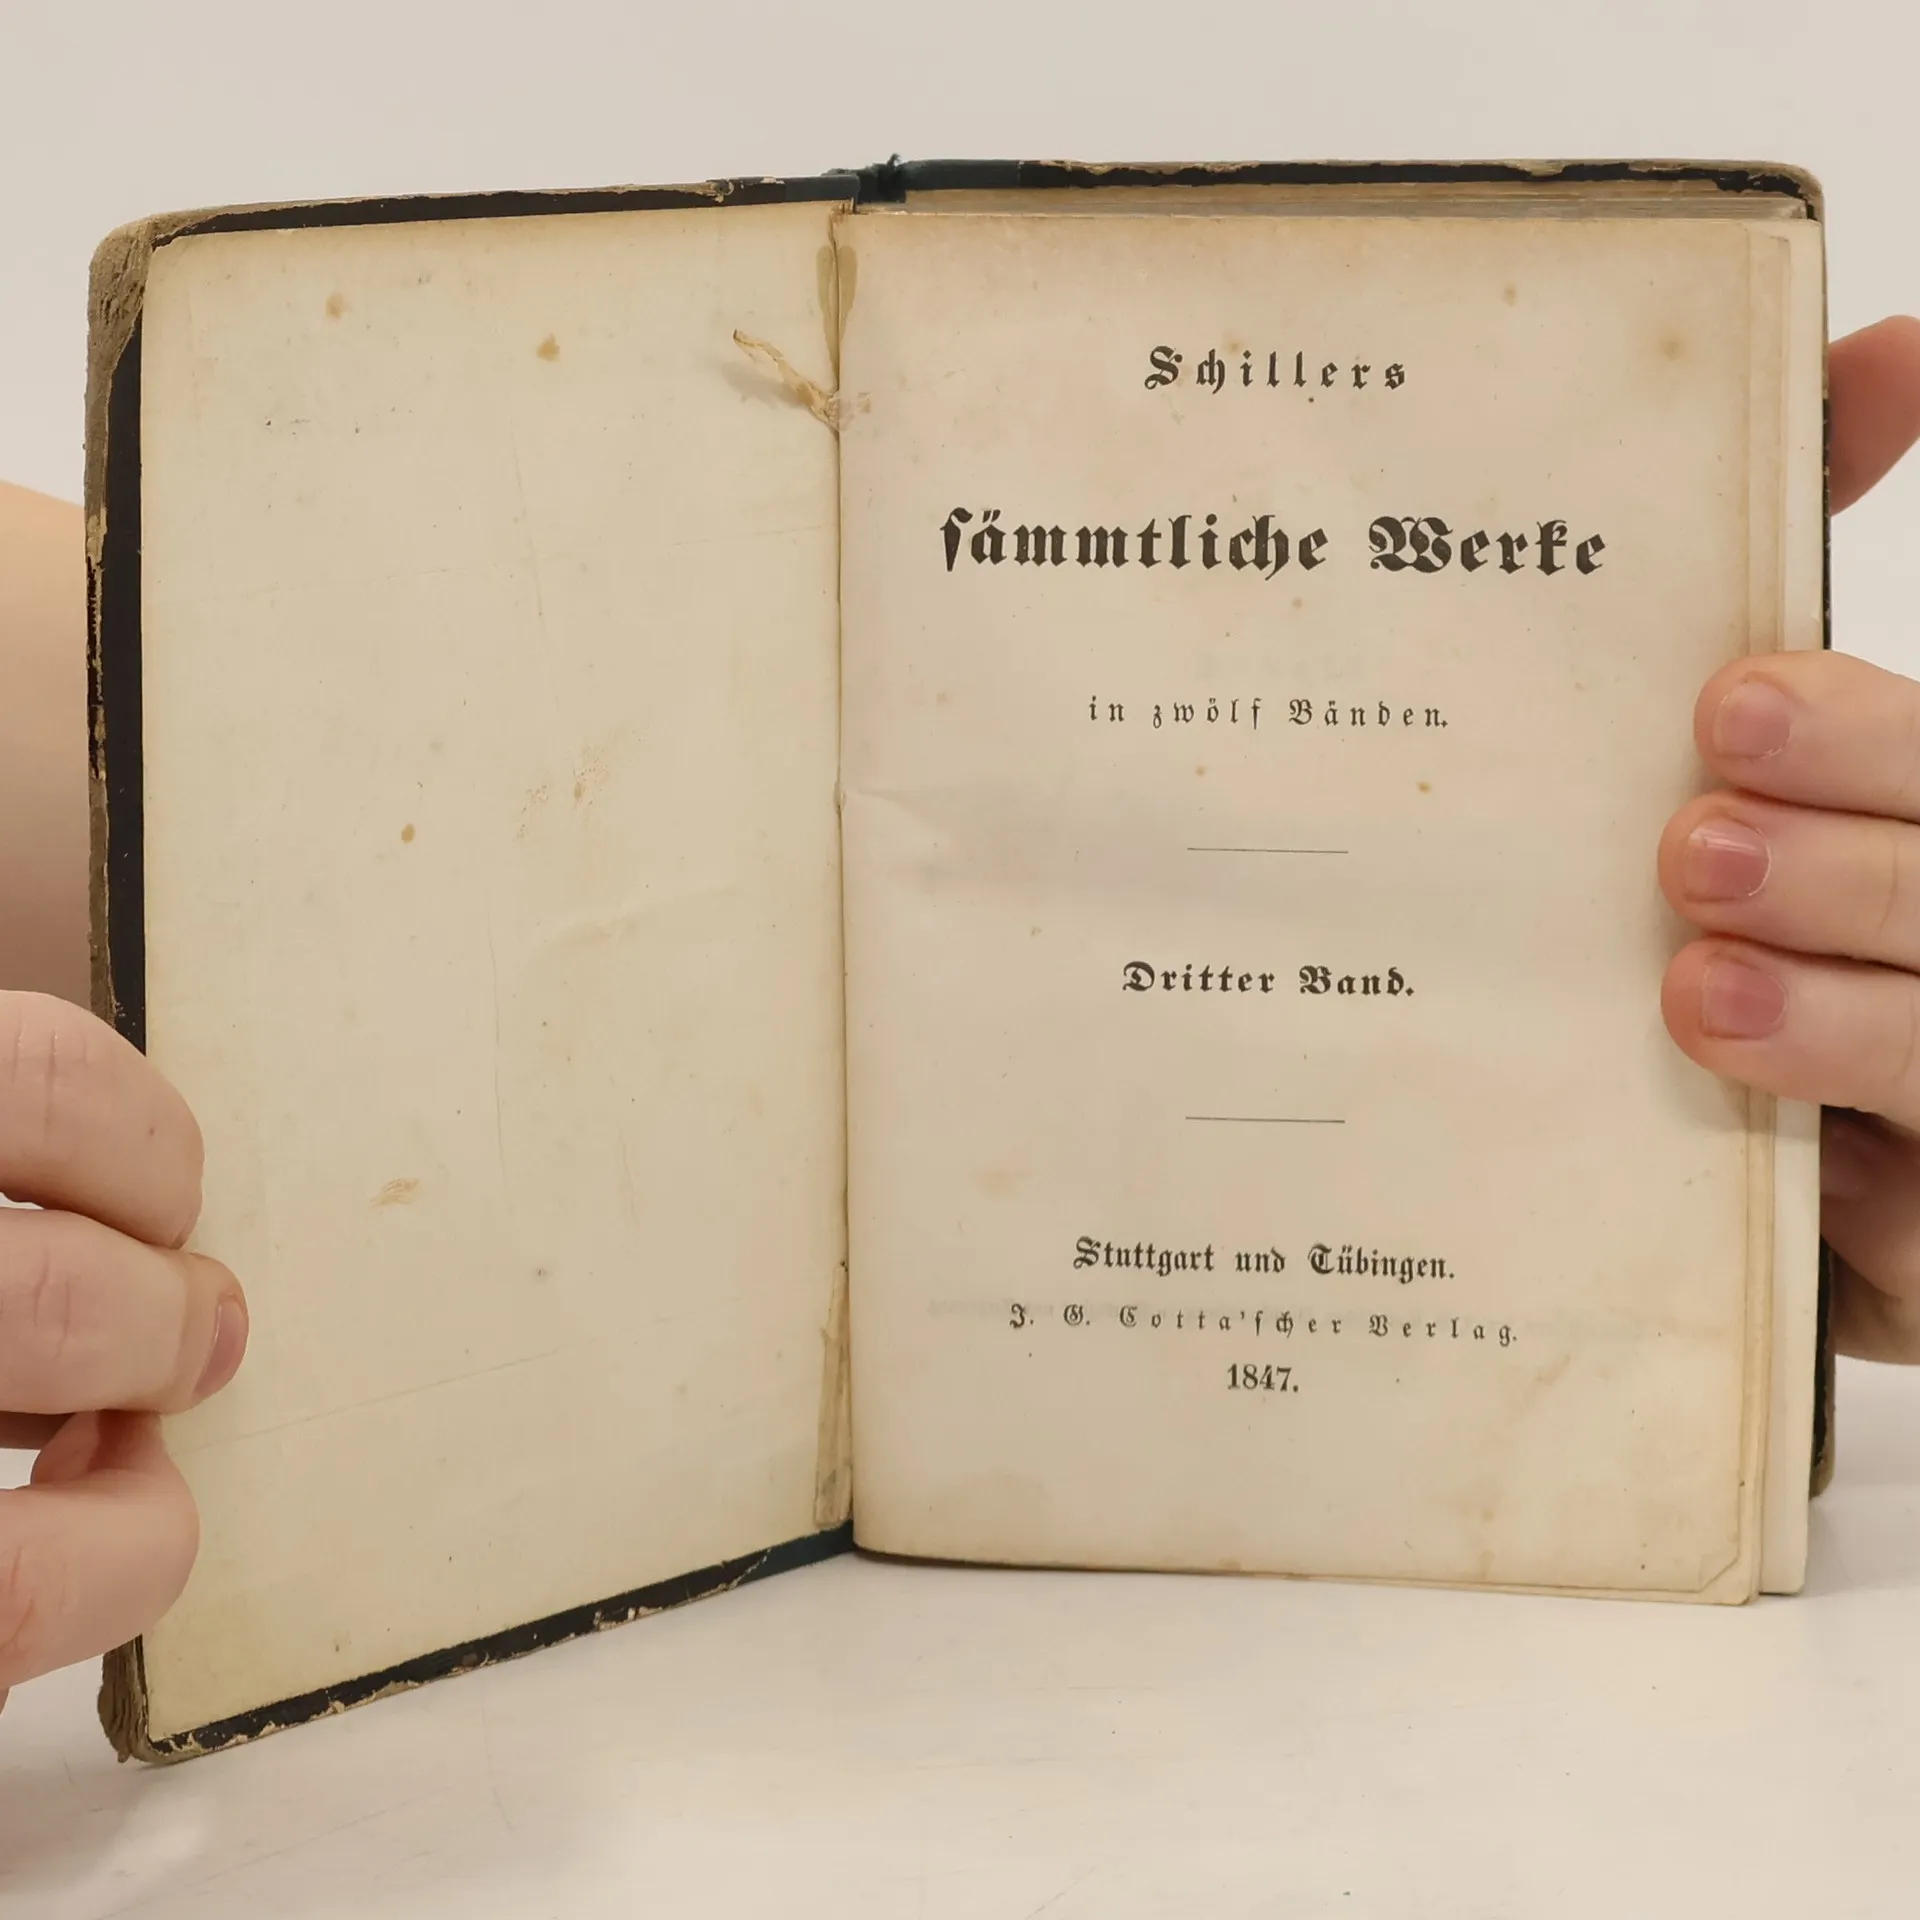 Schillers
ſämmtliche Werke
in zwölf Bänden.
Dritter Band.
Stuttgart und Tübingen.
J. G. Cotta'ſcher Verlag.
1847.